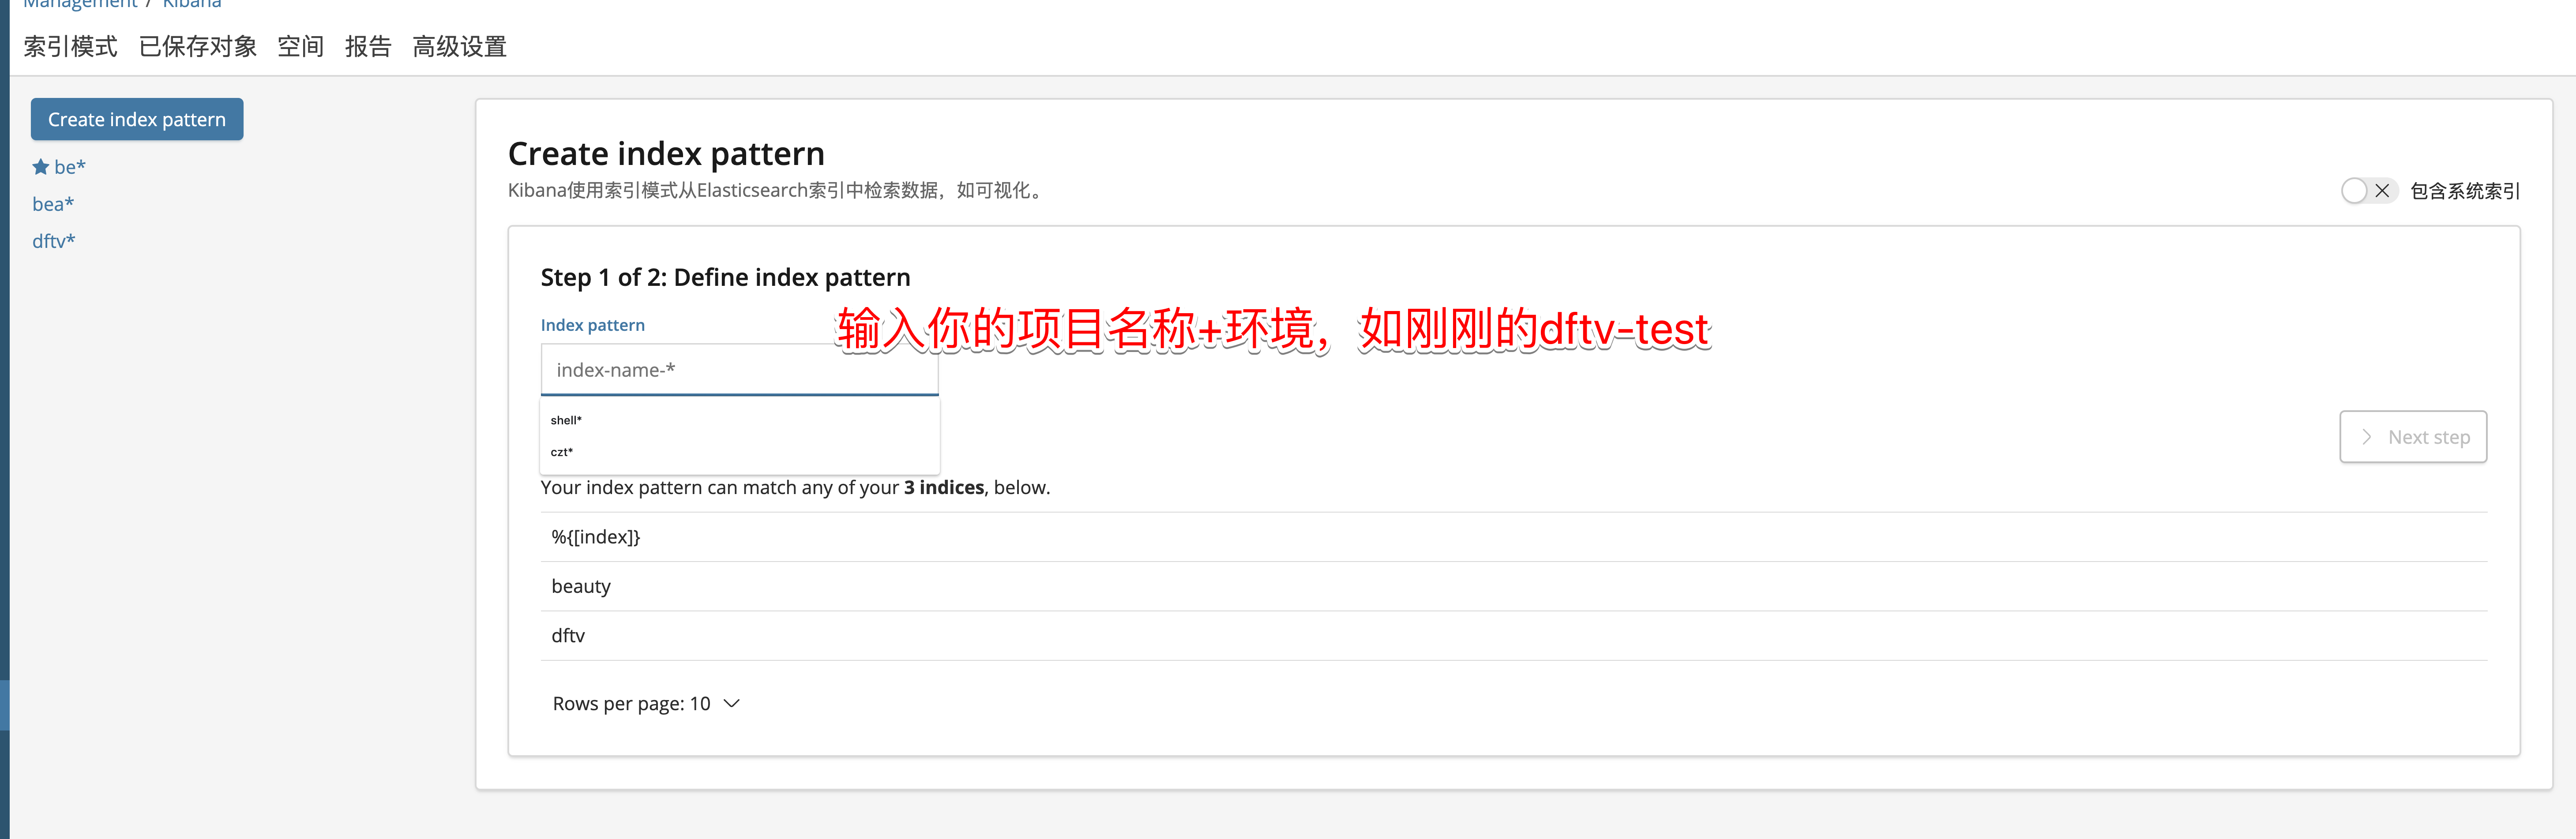 Management / Kibana
索引模式 已保存对象 空间 报告 高级设置
Create index pattern
be*
bea*
dftv*
Create index pattern
Kibana使用索引模式从Elasticsearch索引中检索数据，如可视化。
包含系统索引
Step 1 of 2: Define index pattern
输入你的项目名称+环境，如刚刚的dftv-test
Index pattern
index-name-*
shell*
czt*
Next step
Your index pattern can match any of your 3 indices, below.
%{[index]}
beauty
dftv
Rows per page: 10